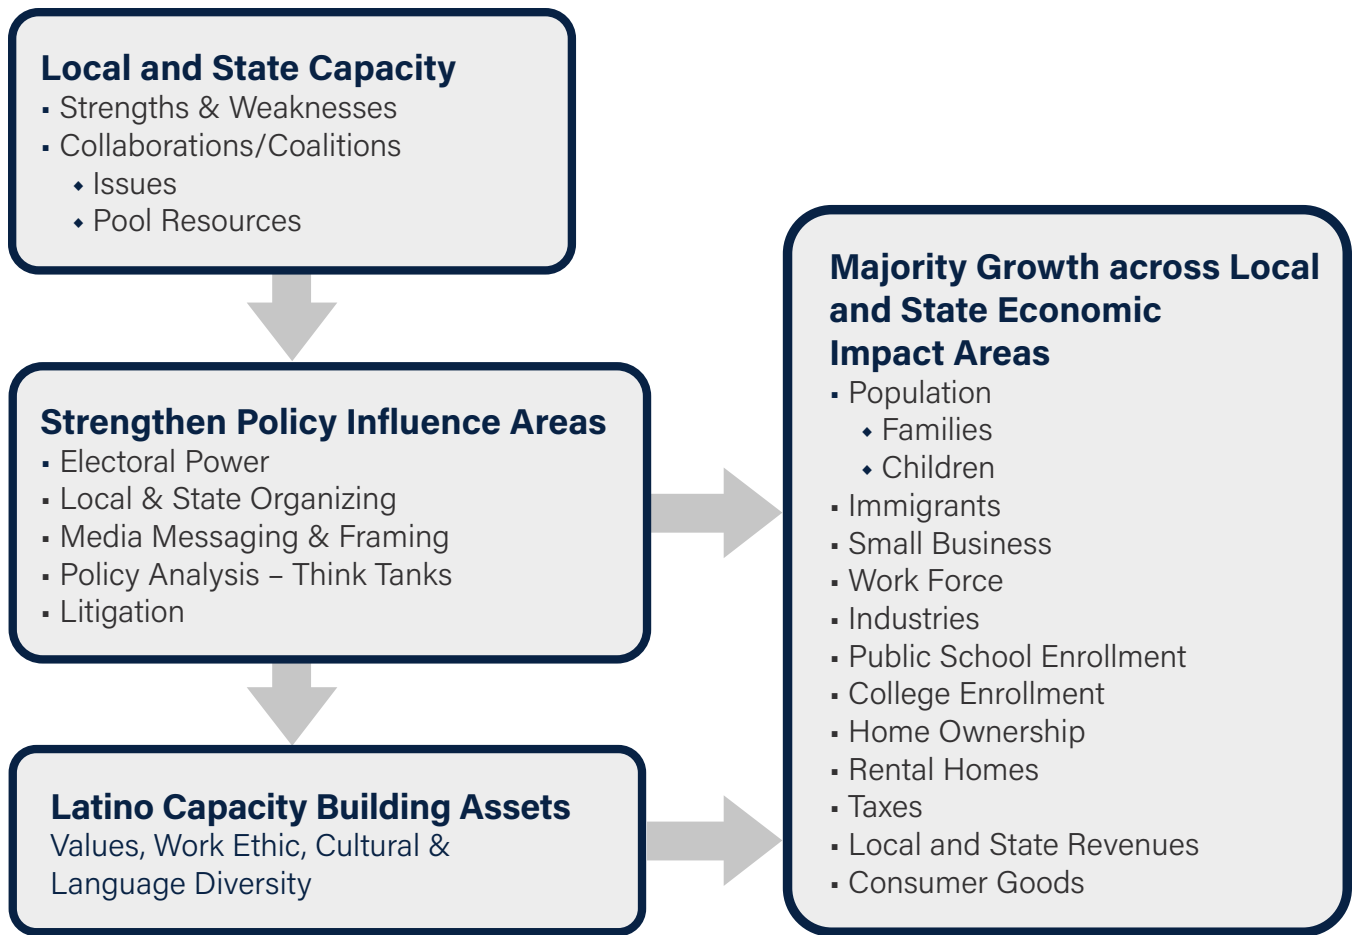 Local and State Capacity
▪ Strengths & Weaknesses
▪ Collaborations/Coalitions
◆ Issues
◆ Pool Resources
Strengthen Policy Influence Areas
▪ Electoral Power
▪ Local & State Organizing
▪ Media Messaging & Framing
▪ Policy Analysis – Think Tanks
▪ Litigation
Latino Capacity Building Assets
Values, Work Ethic, Cultural &
Language Diversity
Majority Growth across Local
and State Economic
Impact Areas
▪ Population
◆ Families
◆ Children
▪ Immigrants
▪ Small Business
▪ Work Force
▪ Industries
▪ Public School Enrollment
▪ College Enrollment
▪ Home Ownership
▪ Rental Homes
▪ Taxes
▪ Local and State Revenues
▪ Consumer Goods